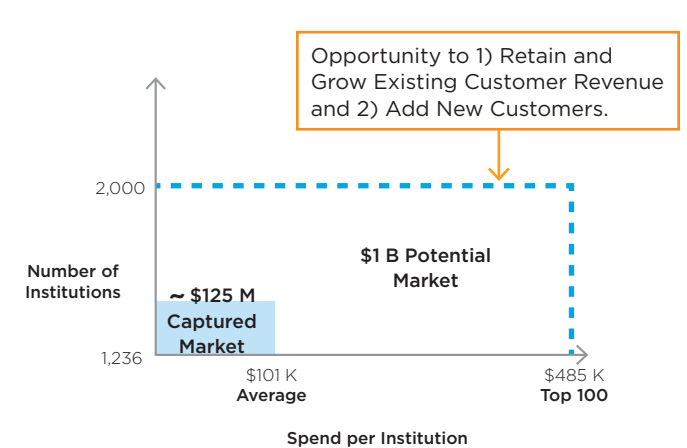 Opportunity to 1) Retain and
Grow Existing Customer Revenue
and 2) Add New Customers.
2,000
$1 B Potential
Market
Number of
Institutions
~ $125 M
Captured
Market
1,236
$101 K
Average
$485 K
Top 100
Spend per Institution